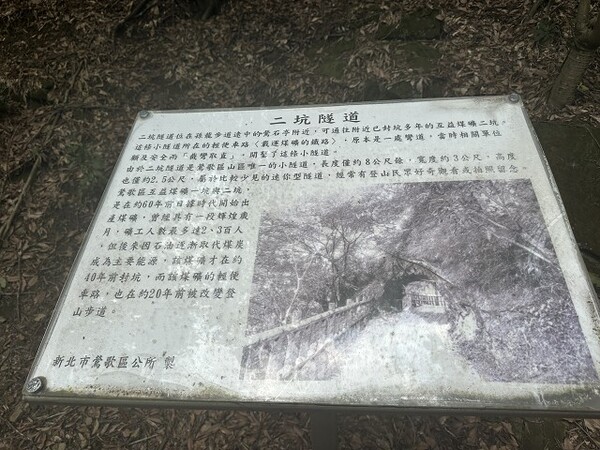 二坑隧道
二坑隧道位在孫龍步道途中的鶯石亭附近,可通往附近已封坑多年的互益煤礦二坑。
這條小隧道所在的輕便車路〈載運煤礦的鐵路〉,原本是一處彎道,當時相關單位
顧及安全而「截彎取直」,開鑿了這條小隧道。
由於二坑隧道是鶯歌區山區唯一的小隧道,長度僅約8公尺餘,寬度約3公尺,高度
也僅約2.5公尺,屬於比較少見的迷你型隧道,經常有登山民眾好奇觀看或拍照留念。
鶯歌區互益煤礦一坑與二坑,
是在約60年前日據時代開始出
產煤礦,曾經具有一段輝煌歲
月,礦工人數最多達2、3百人
,但後來因石油逐漸取代煤炭
成為主要能源,該煤礦才在約
40年前封坑,而該煤礦的輕便
車路,也在約20年前被改變登
山步道。
新北市鶯歌區公所 製